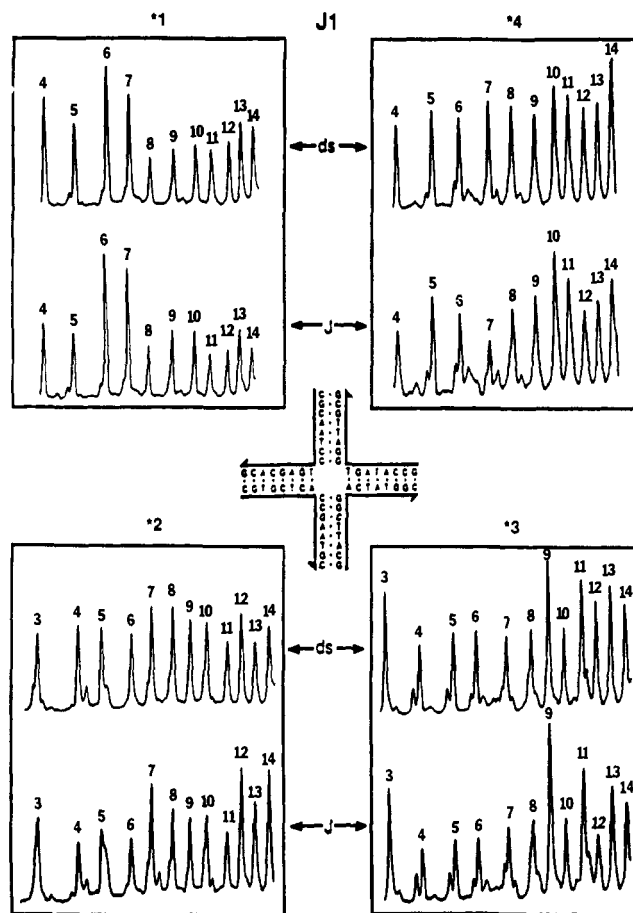 *1
J1
*4
4 5 6 7 8 9 10 11 12 13 14
4 5 6 7 8 9 10 11 12 13 14
ds
4 5 6 7 8 9 10 11 12 13 14
4 5 6 7 8 9 10 11 12 13 14
J
C G
G C
C G
A T
A T
T A
C G
C G
G C A C G A G T T G A T A C C G
C G T G C T C A A C T A T G G C
C G
C G
G C
A T
A T
T A
G C
C G
*2
*3
3 4 5 6 7 8 9 10 11 12 13 14
3 4 5 6 7 8 9 10 11 12 13 14
ds
3 4 5 6 7 8 9 10 11 12 13 14
3 4 5 6 7 8 9 10 11 12 13 14
J